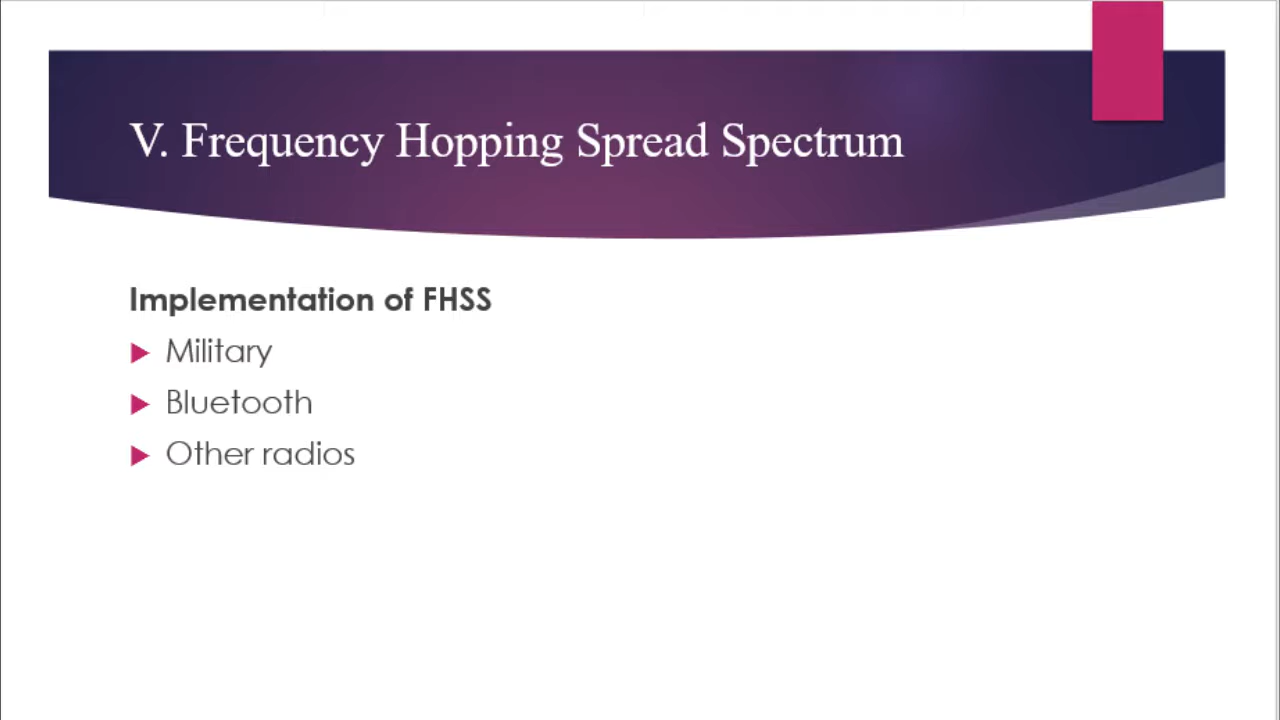 V. Frequency Hopping Spread Spectrum
Implementation of FHSS
Military
Bluetooth
Other radios